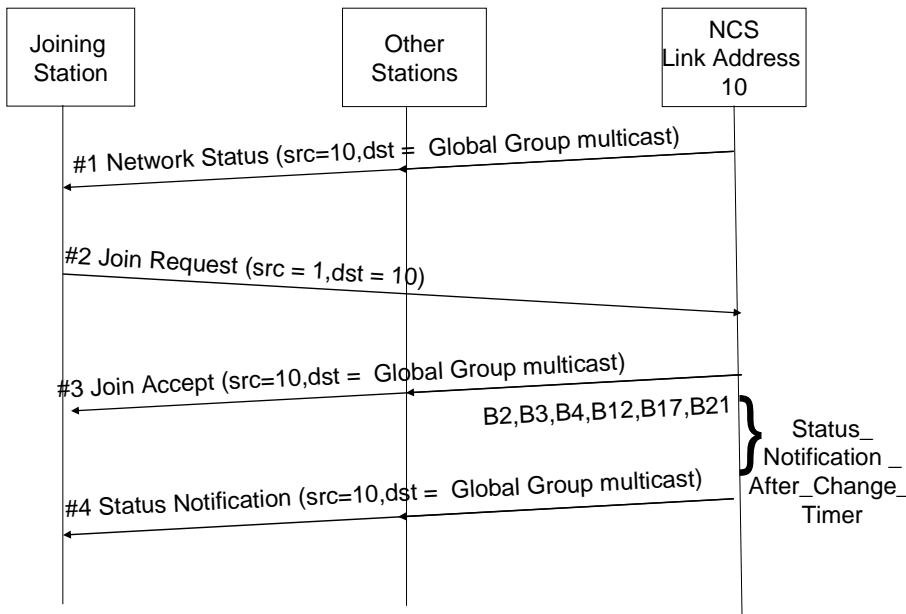 Joining
Station
Other
Stations
NCS
Link Address
10
#1 Network Status (src=10,dst = Global Group multicast)
#2 Join Request (src = 1,dst = 10)
#3 Join Accept (src=10,dst = Global Group multicast)
B2,B3,B4,B12,B17,B21
}
Status_
Notification _
After_Change_
Timer
#4 Status Notification (src=10,dst = Global Group multicast)